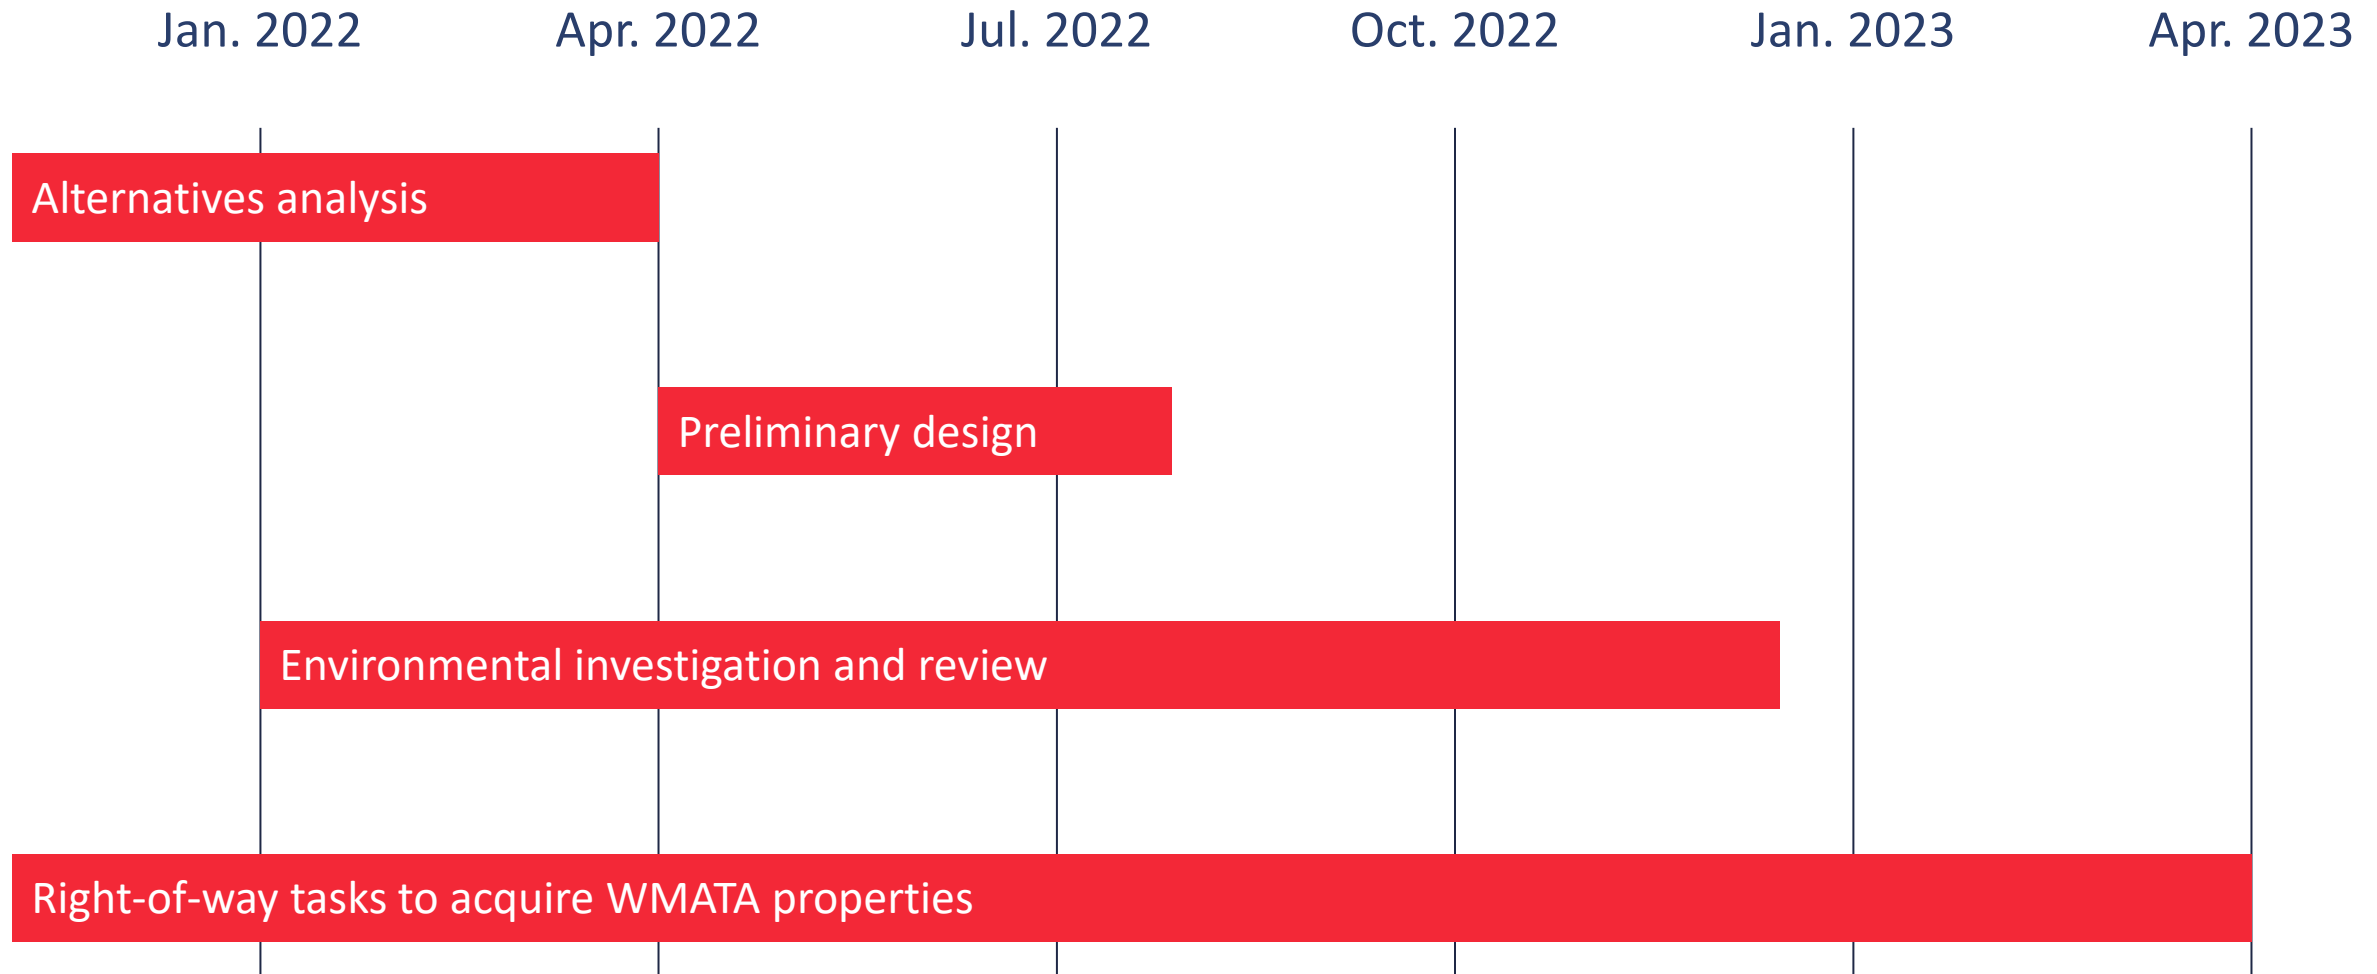 Jan. 2022 Apr. 2022 Jul. 2022 Oct. 2022 Jan. 2023 Apr. 2023
Alternatives analysis
Preliminary design
Environmental investigation and review
Right-of-way tasks to acquire WMATA properties